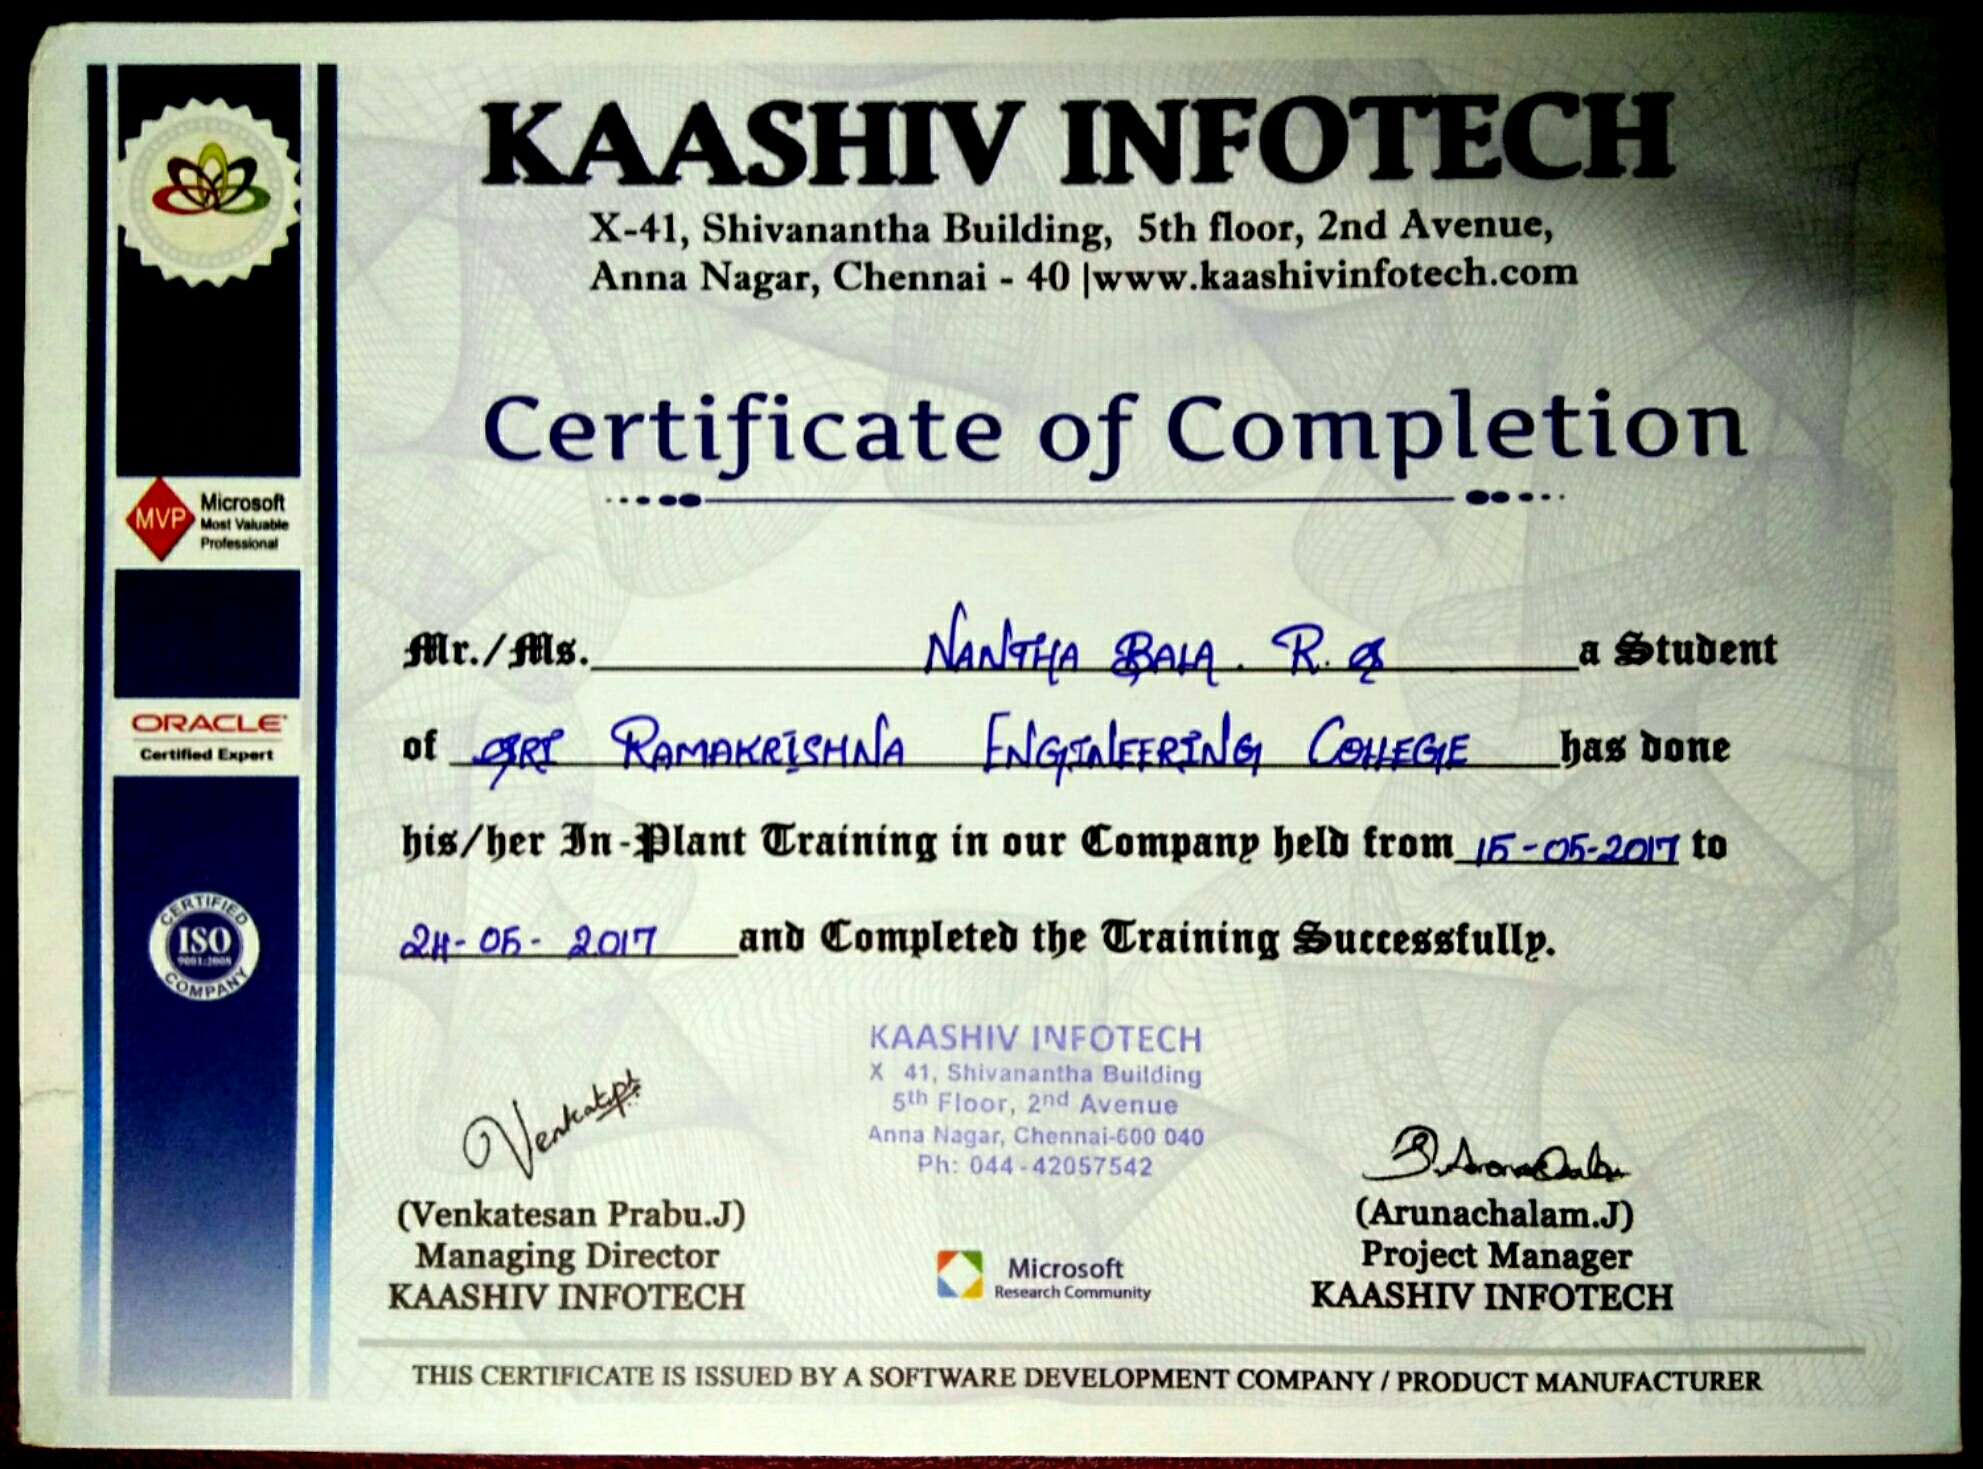 KAASHIV INFOTECH
X-41, Shivanantha Building, 5th floor, 2nd Avenue,
Anna Nagar, Chennai - 40 |www.kaashivinfotech.com
Certificate of Completion
MVP Microsoft
Most Valuable
Professional
Mr./Ms. NANTHA BALA. R. S a Student
ORACLE
Certified Expert
of SRI RAMAKRISHNA ENGINEERING COLLEGE has done
his/her In-Plant Training in our Company held from 15-05-2017 to
24-05-2017 and Completed the Training Successfully.
CERTIFIED
ISO
9001:2008
COMPANY
KAASHIV INFOTECH
X 41, Shivanantha Building
5th Floor, 2nd Avenue
Anna Nagar, Chennai-600 040
Ph: 044-42057542
(Venkatesan Prabu.J)
Managing Director
KAASHIV INFOTECH
Microsoft
Research Community
(Arunachalam.J)
Project Manager
KAASHIV INFOTECH
THIS CERTIFICATE IS ISSUED BY A SOFTWARE DEVELOPMENT COMPANY / PRODUCT MANUFACTURER